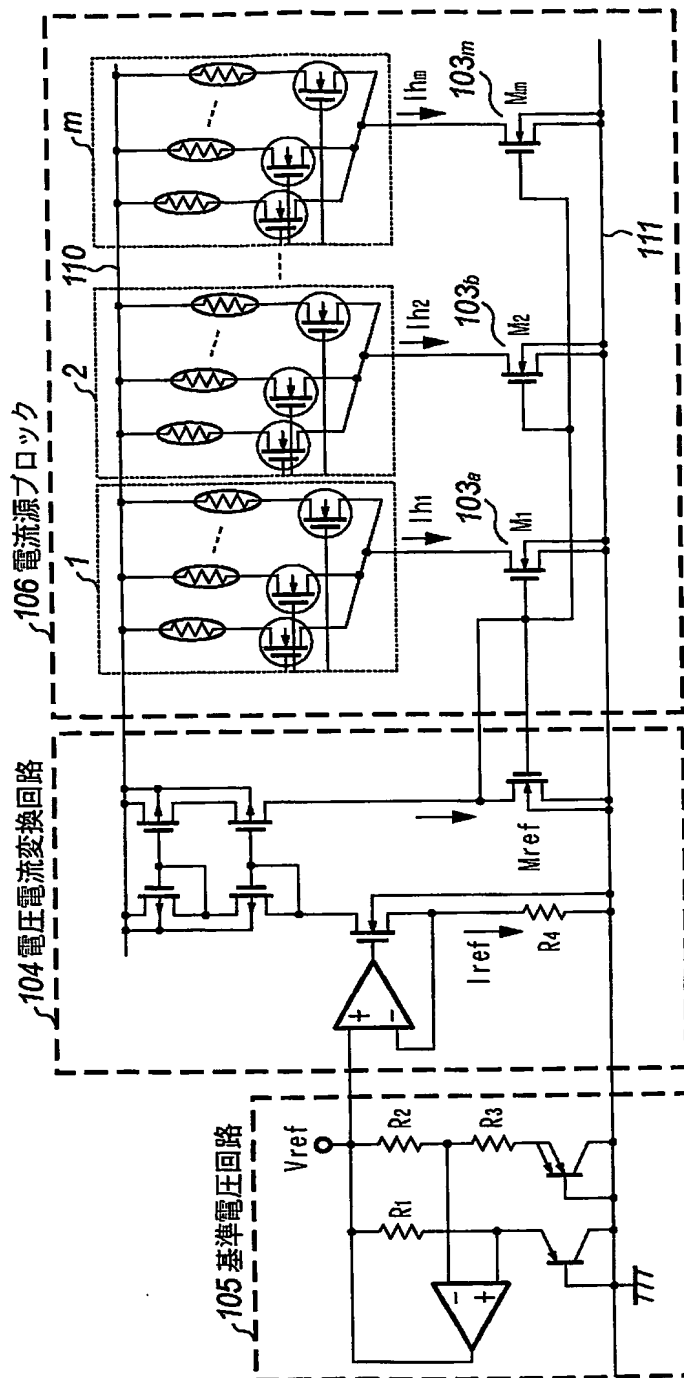 106 電流源ブロック
110
1
2
m
Ih1
Ih2
Ihm
103a
103b
103m
M1
M2
Mm
111
104 電圧電流変換回路
+
−
Iref
R4
Mref
105 基準電圧回路
Vref
R1
R2
R3
−
+